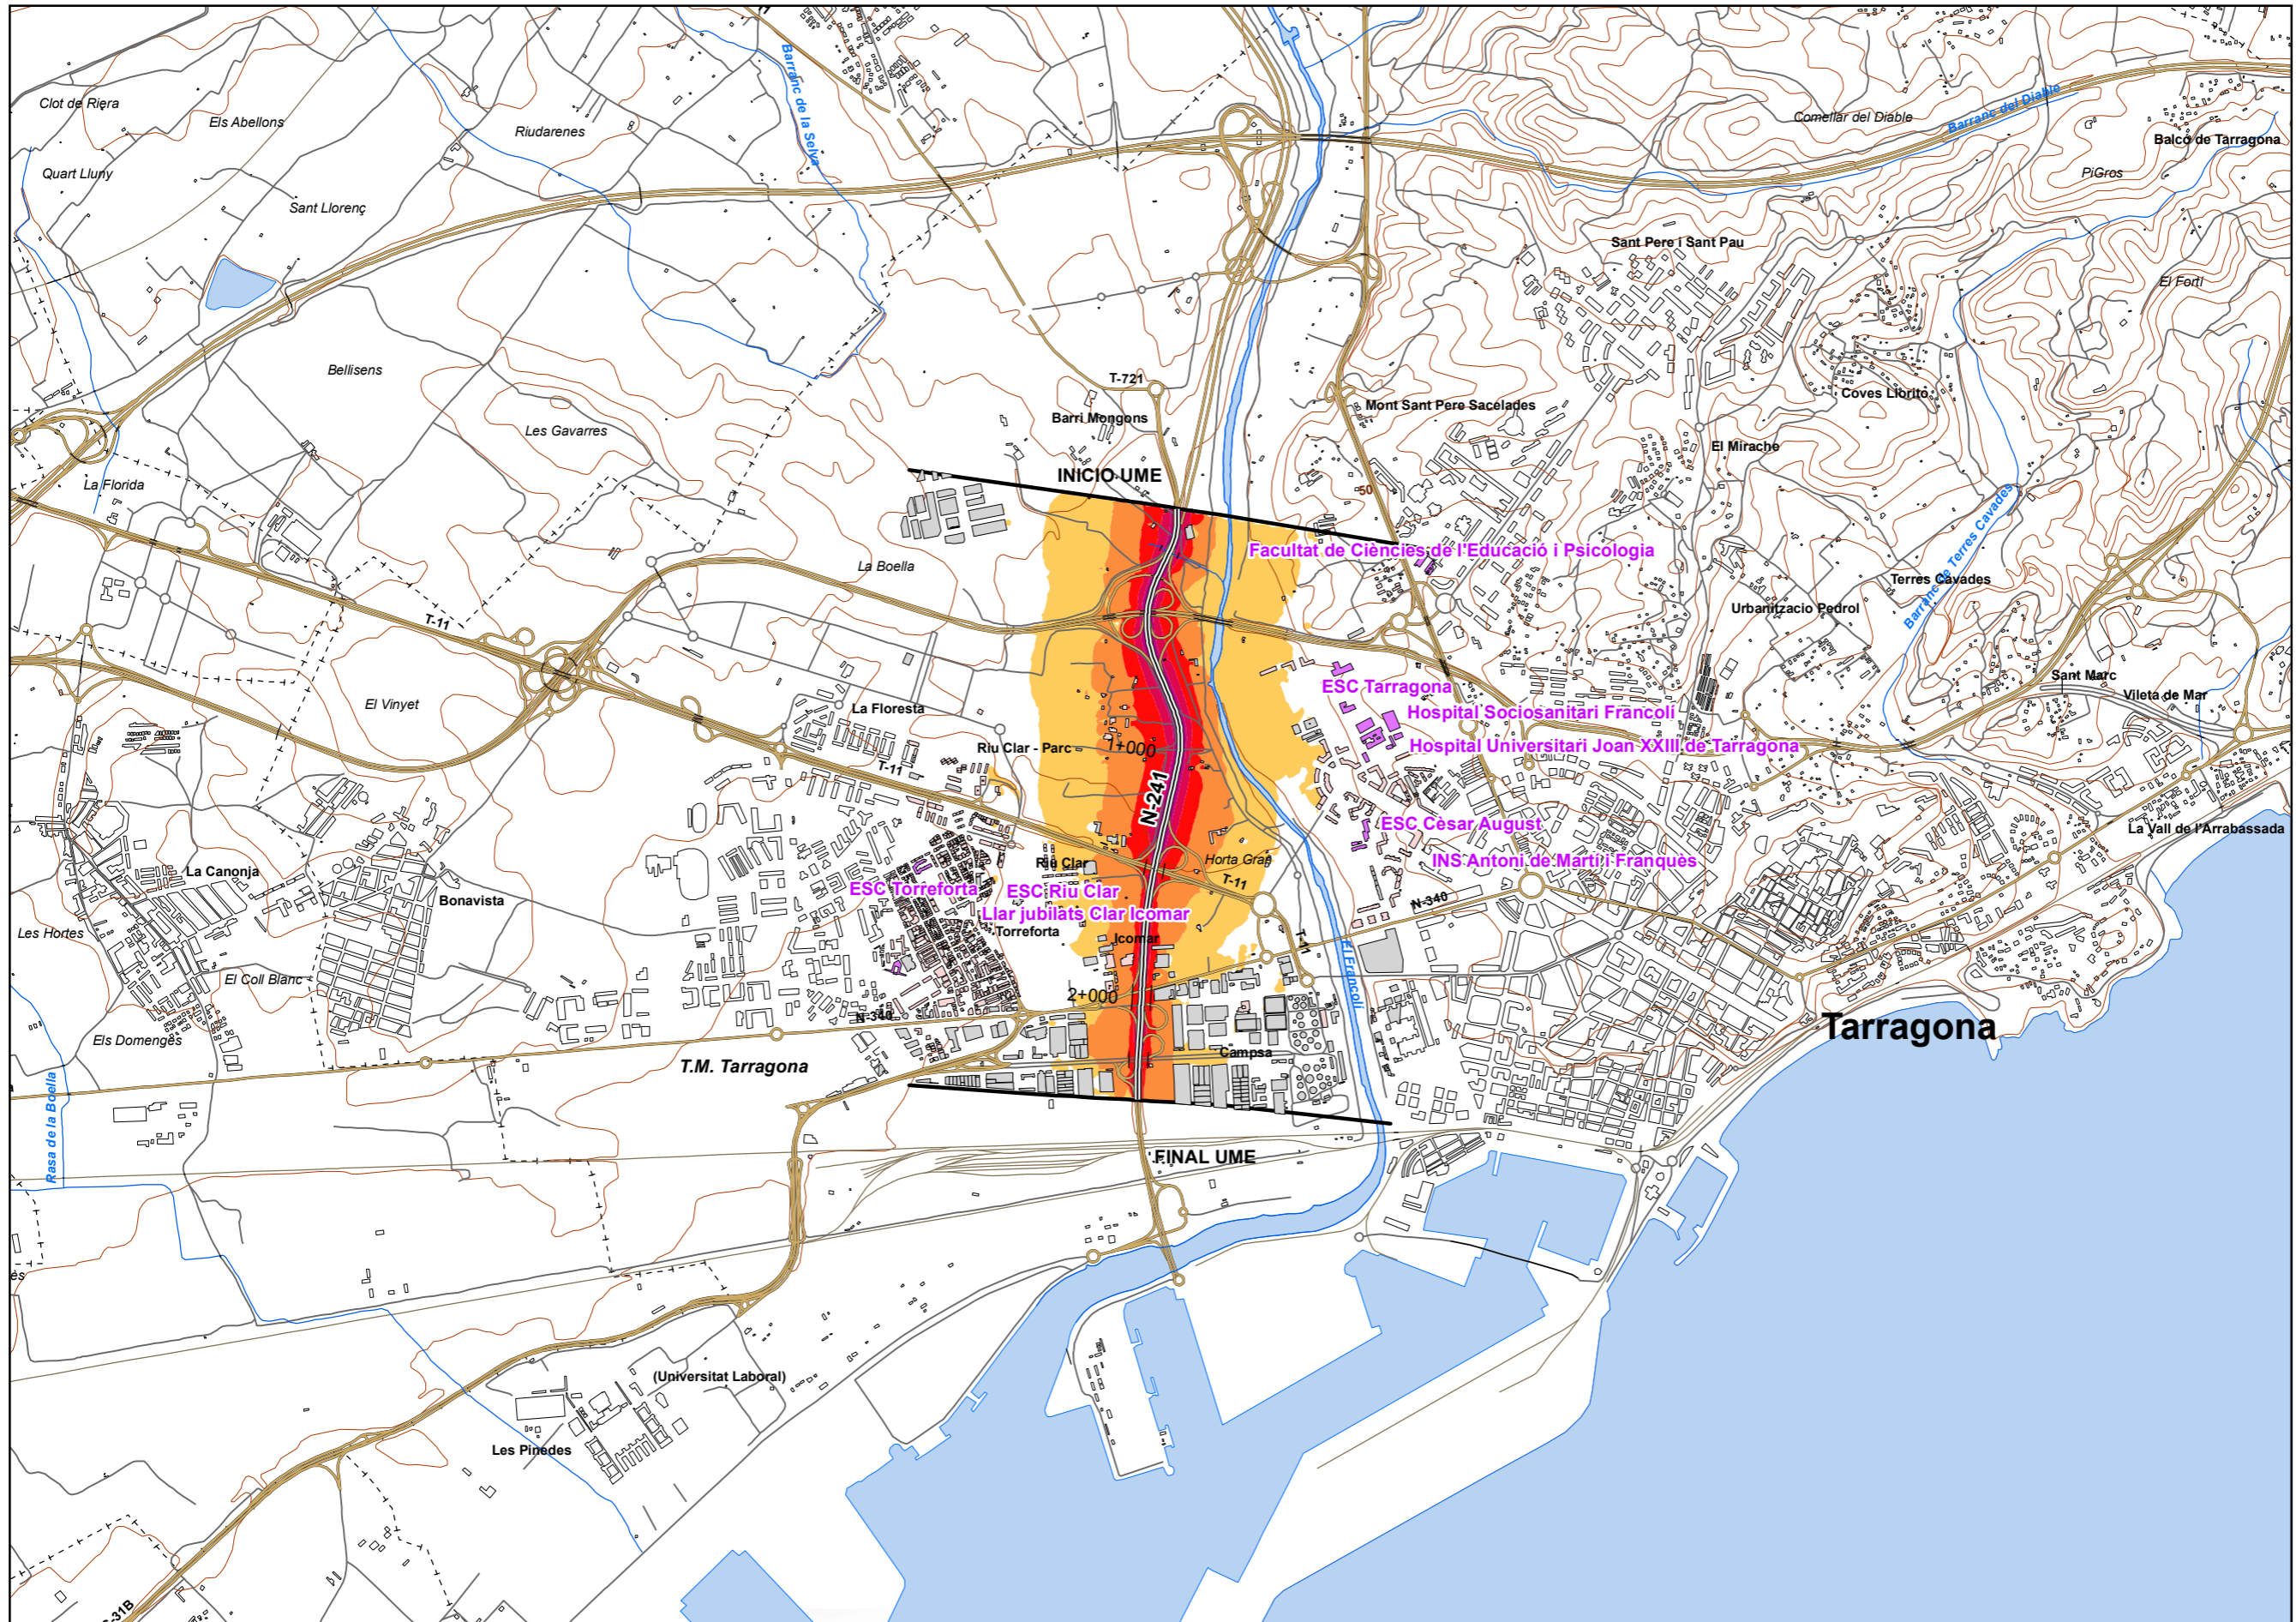 Clot de Riera
Els Abellons
Riudarenes
Barranc de la Selva
Comellar del Diable
Barranc del Diable
Balcó de Tarragona
Quart Lluny
PiGros
Sant Llorenç
Sant Pere i Sant Pau
El Fortí
Bellisens
T-721
Barri Mongons
Mont Sant Pere Sacelades
Coves Llorito
Les Gavarres
El Mirache
La Florida
INICIO UME
50
Facultat de Ciències de l'Educació i Psicologia
La Boella
Terres Cavades
Barranc de Terres Cavades
Urbanització Pedrol
T-11
Sant Marc
ESC Tarragona
Vileta de Mar
El Vinyet
La Floresta
Hospital Sociosanitari Francolí
Riu Clar - Parc
1+000
Hospital Universitari Joan XXIII de Tarragona
T-11
N-241
ESC Cèsar August
La Vall de l'Arrabassada
Riu Clar
Horta Gran
INS Antoni de Martí i Franquès
La Canonja
T-11
ESC Torreforta
ESC Riu Clar
Bonavista
N-340
Llar jubilats Clar Icomar
Torreforta
Les Hortes
Icomar
T-11
El Francolí
El Coll Blanc
2+000
N-340
Tarragona
Els Domenges
Campsa
T.M. Tarragona
Rasa de la Boella
FINAL UME
ès
(Universitat Laboral)
Les Pinedes
-31B